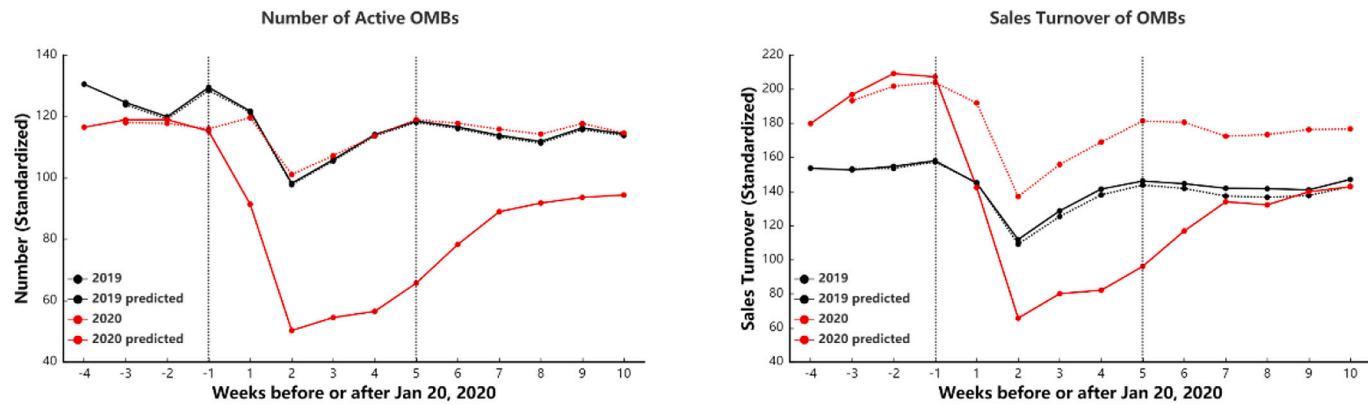 Number of Active OMBs
Number (Standardized)
140
120
100
80
60
40
2019
2019 predicted
2020
2020 predicted
-4 -3 -2 -1 1 2 3 4 5 6 7 8 9 10
Weeks before or after Jan 20, 2020
Sales Turnover of OMBs
Sales Turnover (Standardized)
220
200
180
160
140
120
100
80
60
40
2019
2019 predicted
2020
2020 predicted
-4 -3 -2 -1 1 2 3 4 5 6 7 8 9 10
Weeks before or after Jan 20, 2020